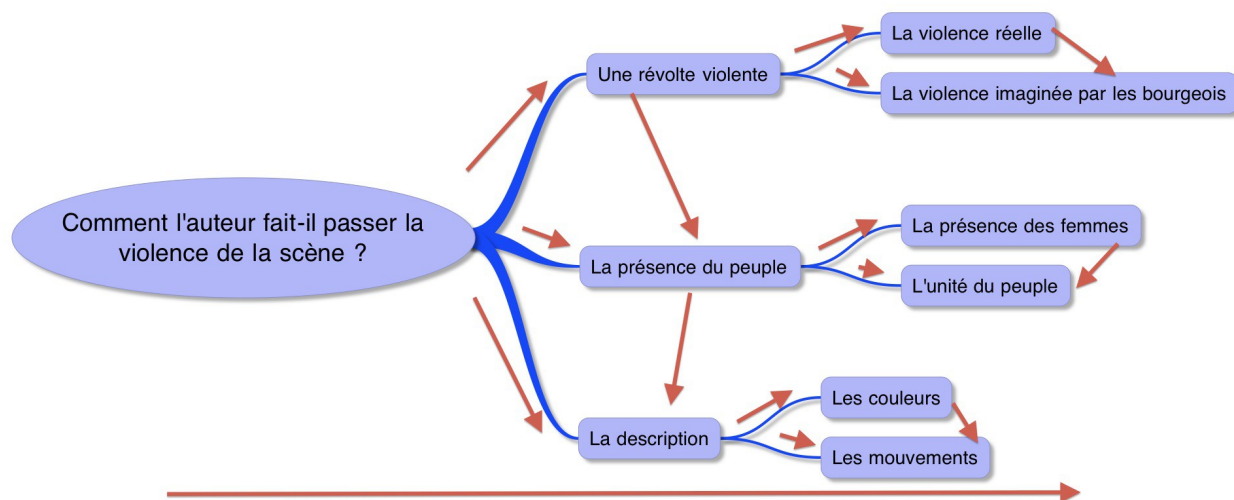 Comment l'auteur fait-il passer la
violence de la scène ?
Une révolte violente
La violence réelle
La violence imaginée par les bourgeois
La présence du peuple
La présence des femmes
L'unité du peuple
La description
Les couleurs
Les mouvements